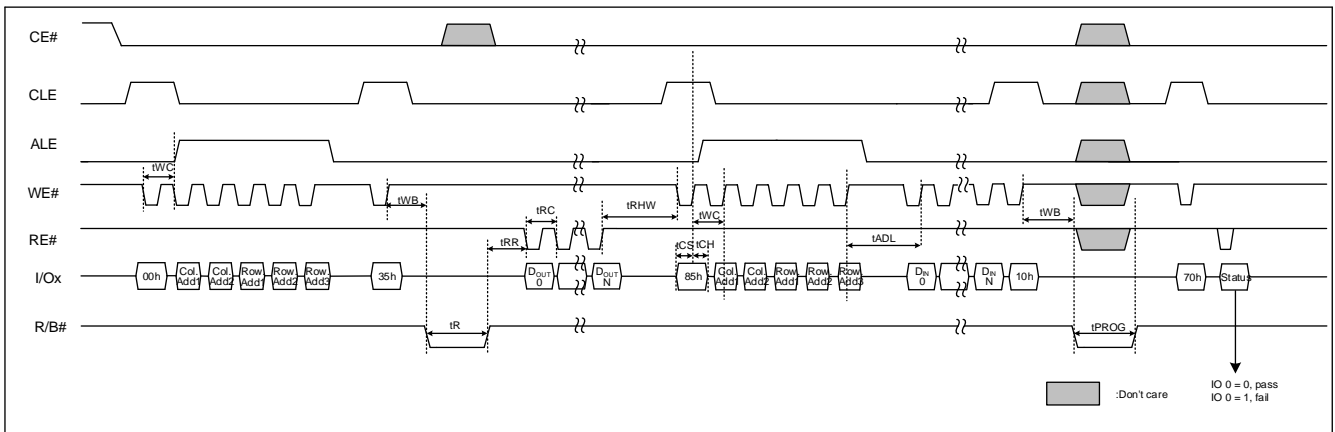 CE#
CLE
ALE
tWC
WE#
tWB
tRC
tRHW
tWC
tWB
RE#
tRR
tCS
tCH
tADL
I/Ox
00h
Col. Add1
Col. Add2
Row. Add1
Row. Add2
Row. Add3
35h
DOUT 0
DOUT N
85h
Col. Add1
Col. Add2
Row. Add1
Row. Add2
Row. Add3
DIN 0
DIN N
10h
70h
Status
R/B#
tR
tPROG
:Don't care
IO 0 = 0, pass
IO 0 = 1, fail